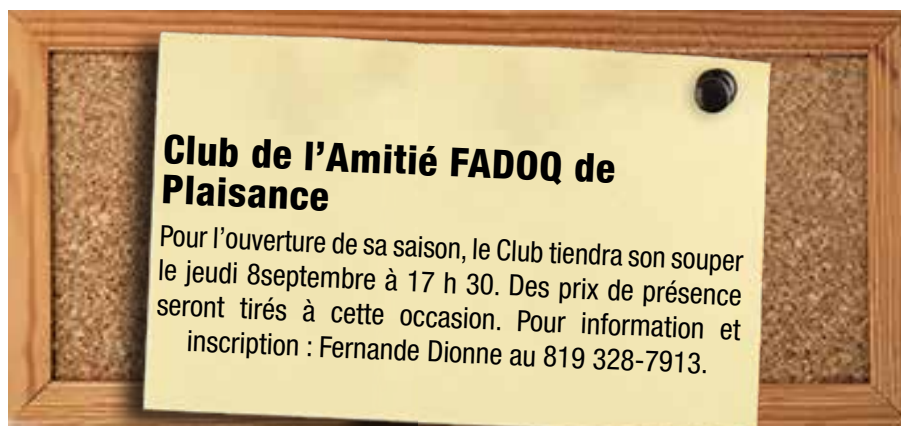 Club de l’Amitié FADOQ de
Plaisance
Pour l’ouverture de sa saison, le Club tiendra son souper
le jeudi 8septembre à 17 h 30. Des prix de présence
seront tirés à cette occasion. Pour information et
inscription : Fernande Dionne au 819 328-7913.